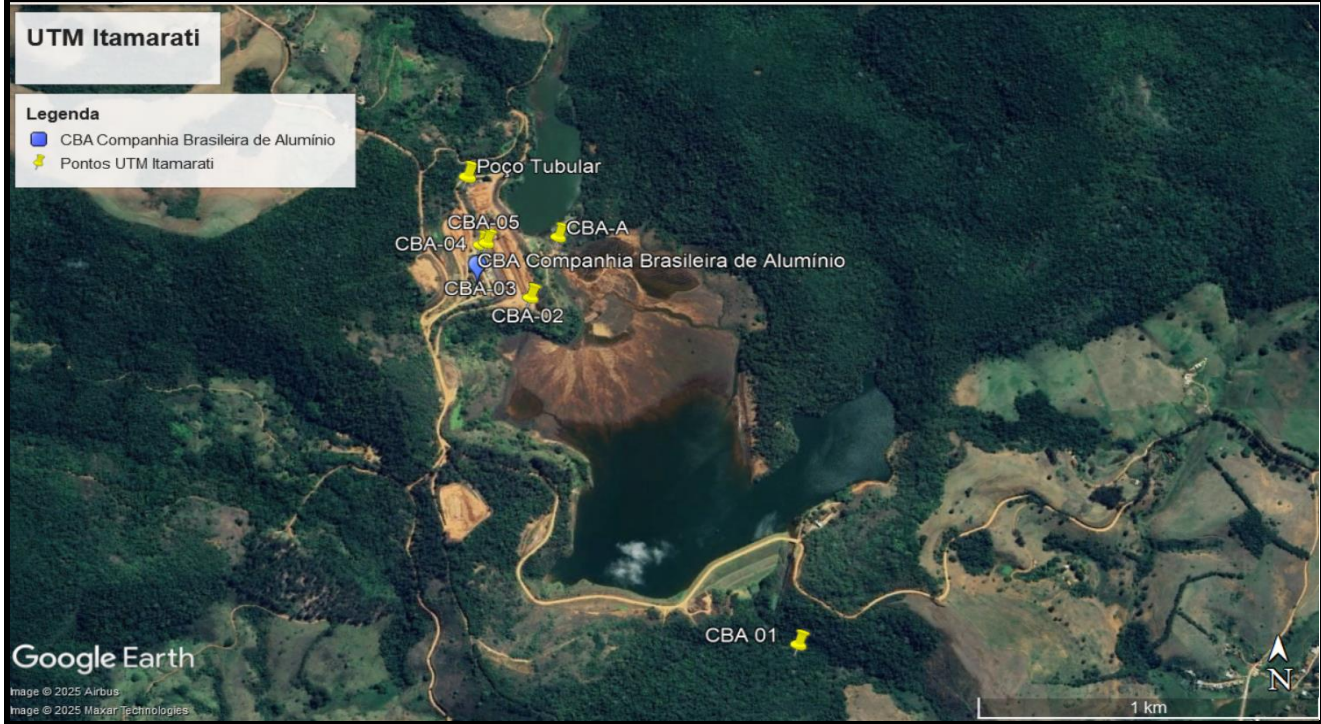 UTM Itamarati
Legenda
CBA Companhia Brasileira de Alumínio
Pontos UTM Itamarati
Poço Tubular
CBA-05
CBA-A
CBA-04
CBA Companhia Brasileira de Alumínio
CBA-03
CBA-02
CBA 01
Google Earth
Image © 2025 Airbus
Image © 2025 Maxar Technologies
N
1 km